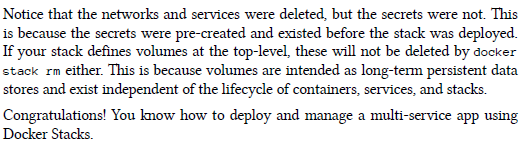 Notice that the networks and services were deleted, but the secrets were not. This
is because the secrets were pre-created and existed before the stack was deployed.
If your stack defines volumes at the top-level, these will not be deleted by docker
stack rm either. This is because volumes are intended as long-term persistent data
stores and exist independent of the lifecycle of containers, services, and stacks.
Congratulations! You know how to deploy and manage a multi-service app using
Docker Stacks.